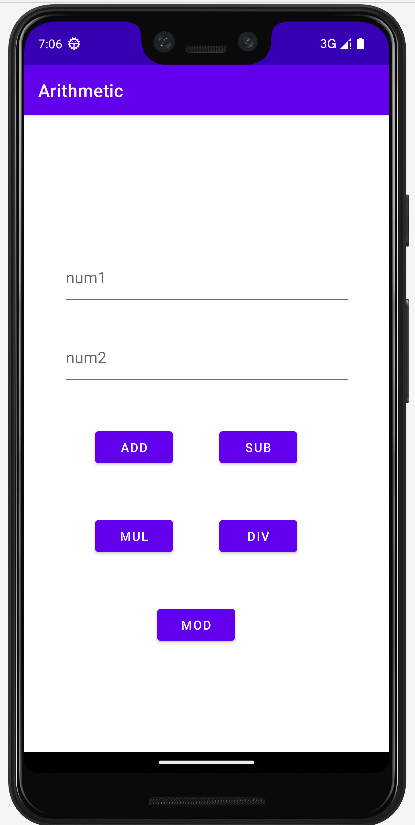 7:06 3G
Arithmetic
num1
num2
ADD SUB
MUL DIV
MOD